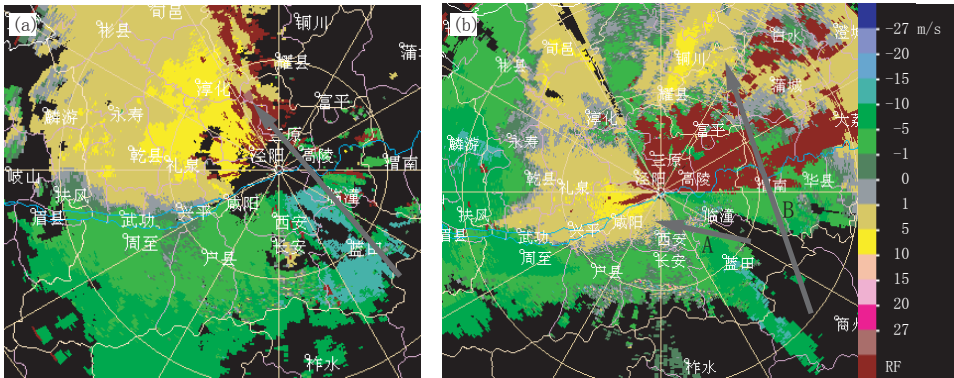 (a)
旬邑
铜川
彬县
蒲
耀县
淳化
富平
麟游
永寿
三原
乾县
礼泉
泾阳
高陵
渭南
岐山
扶风
临潼
眉县
武功
兴平
咸阳
西安
周至
户县
长安
蓝田
柞水
(b)
白水
澄城
旬邑
铜川
彬县
耀县
蒲城
淳化
富平
大荔
麟游
永寿
三原
乾县
礼泉
泾阳
高陵
南
华县
扶风
临潼
B
眉县
武功
兴平
咸阳
西安
A
周至
户县
长安
蓝田
商州
柞水
-27 m/s
-20
-15
-10
-5
-1
0
1
5
10
15
20
27
RF